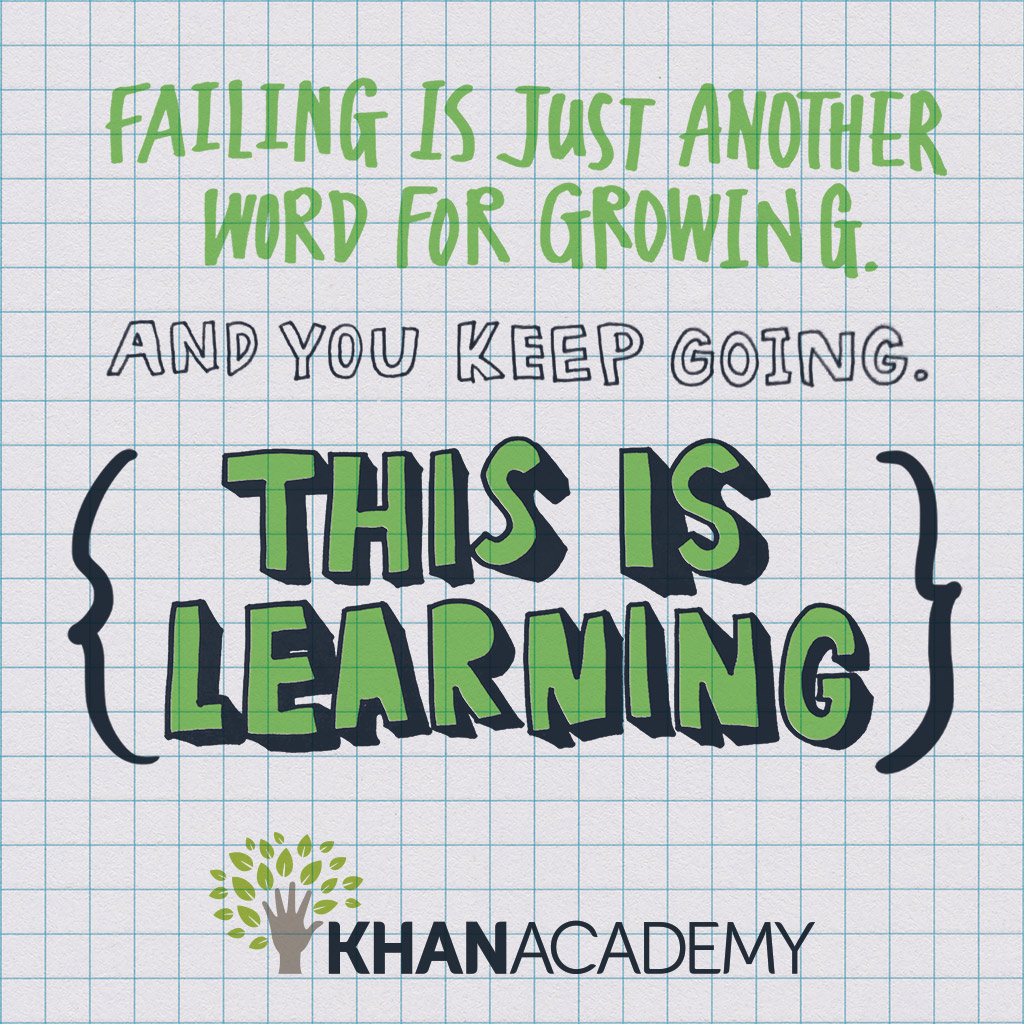 FAILING IS JUST ANOTHER
WORD FOR GROWING.
AND YOU KEEP GOING.
{ THIS IS
LEARNING }
KHANACADEMY